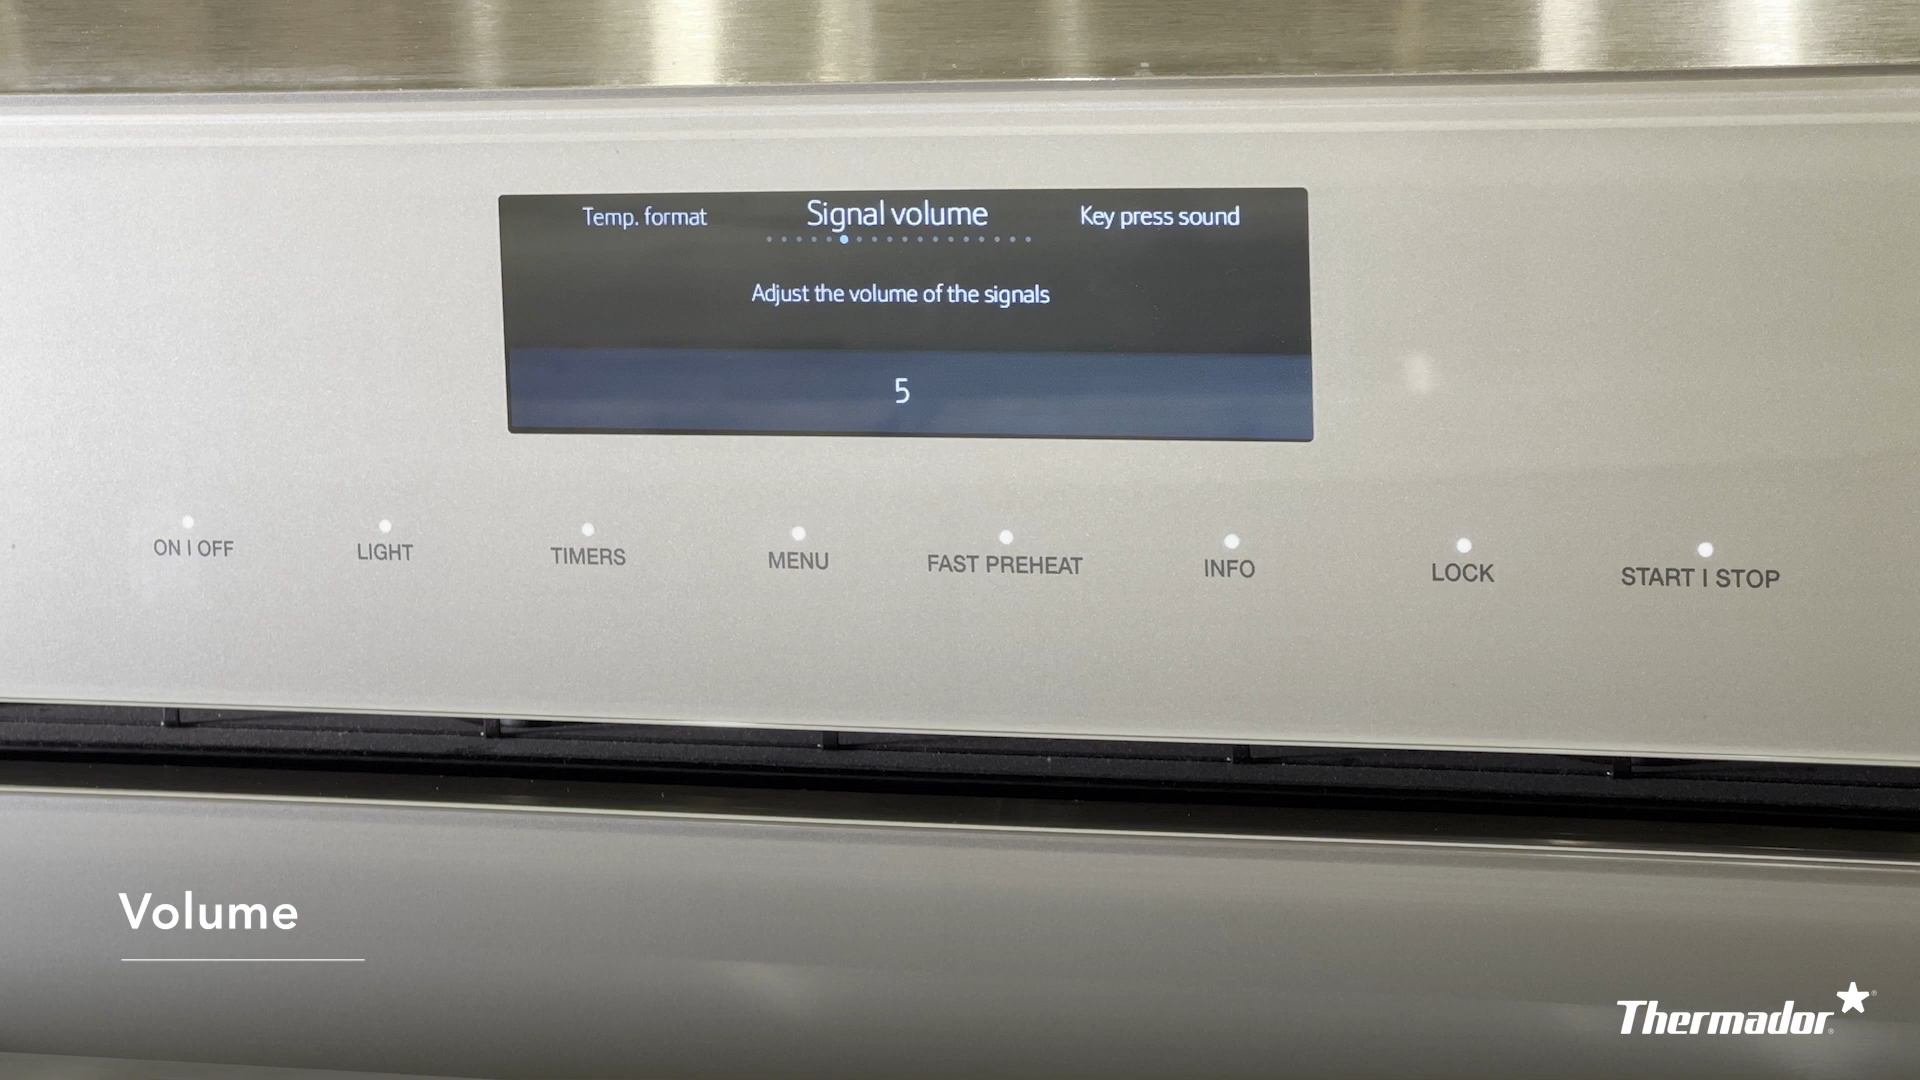 Temp. format
Signal volume
Key press sound
Adjust the volume of the signals
5
ON | OFF
LIGHT
TIMERS
MENU
FAST PREHEAT
INFO
LOCK
START | STOP
Volume
Thermador